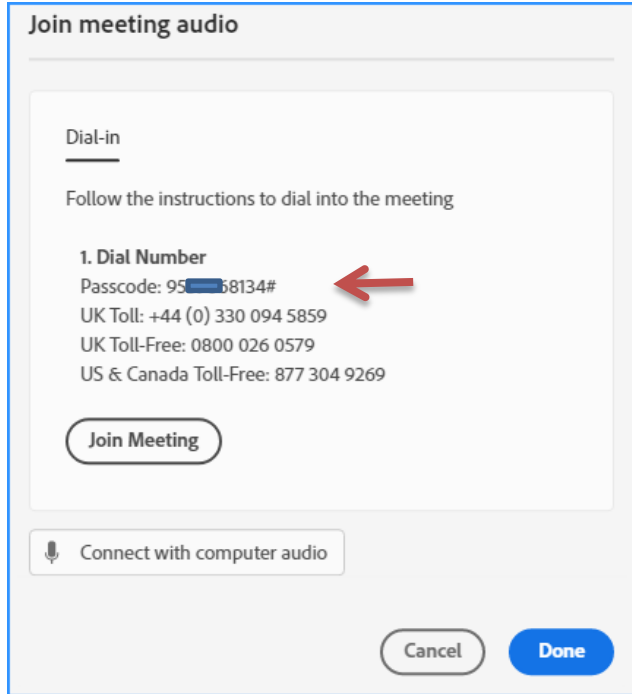 Join meeting audio
Dial-in
Follow the instructions to dial into the meeting
1. Dial Number
Passcode:
UK Toll: +44 (0) 330 094 5859
UK Toll-Free: 0800 026 0579
US & Canada Toll-Free: 877 304 9269
Join Meeting
Connect with computer audio
Cancel
Done